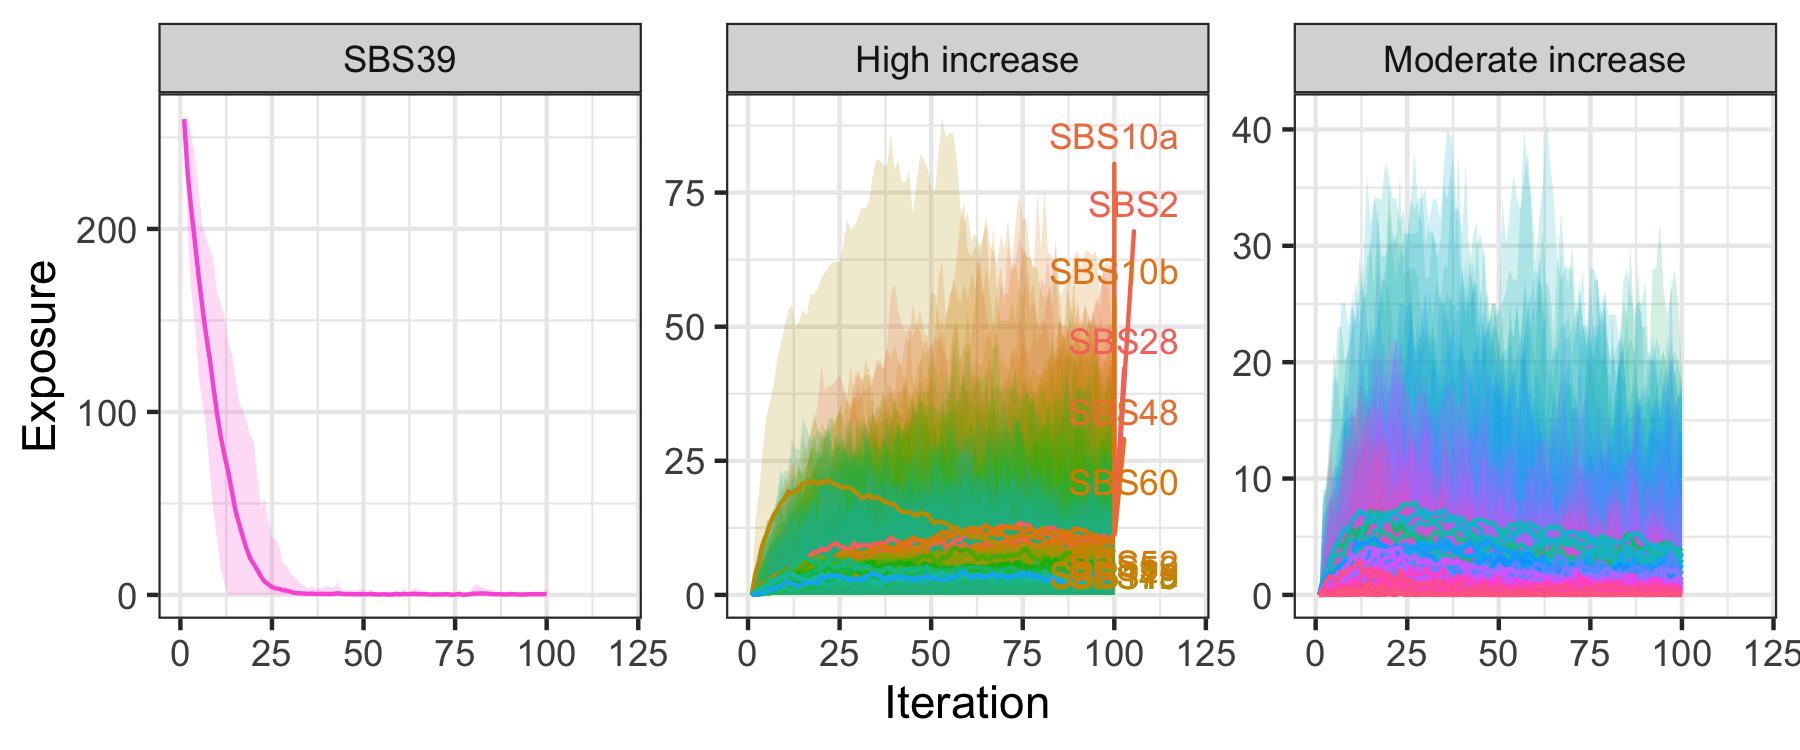 SBS39
High increase
Moderate increase
Exposure
200
100
0
75
50
25
0
40
30
20
10
0
SBS10a
SBS2
SBS10b
SBS28
SBS48
SBS60
0 25 50 75 100 125
0 25 50 75 100 125
0 25 50 75 100 125
Iteration